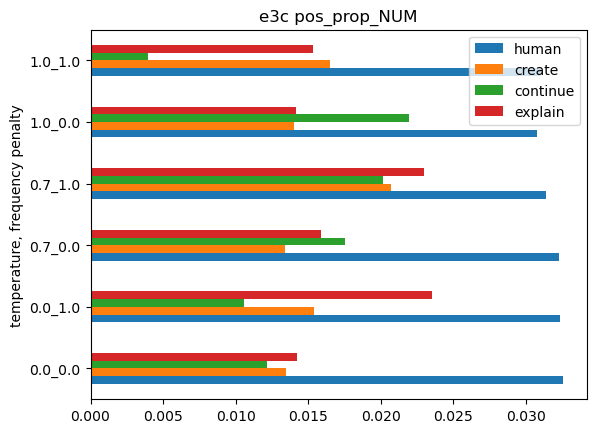 e3c pos_prop_NUM
human
create
continue
explain
temperature, frequency penalty
1.0_1.0
1.0_0.0
0.7_1.0
0.7_0.0
0.0_1.0
0.0_0.0
0.000 0.005 0.010 0.015 0.020 0.025 0.030